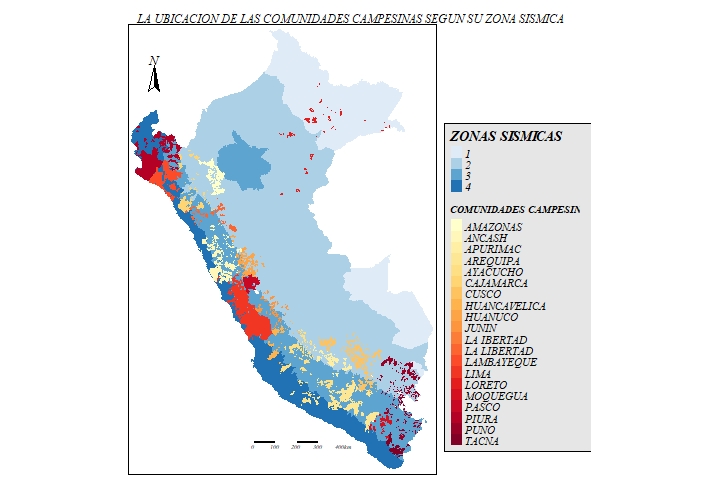 LA UBICACION DE LAS COMUNIDADES CAMPESINAS SEGUN SU ZONA SISMICA
N
ZONAS SISMICAS
1
2
3
4
COMUNIDADES CAMPESIN
AMAZONAS
ANCASH
APURIMAC
AREQUIPA
AYACUCHO
CAJAMARCA
CUSCO
HUANCAVELICA
HUANUCO
JUNIN
LA IBERTAD
LA LIBERTAD
LAMBAYEQUE
LIMA
LORETO
MOQUEGUA
PASCO
PIURA
PUNO
TACNA
0 100 200 300 400km